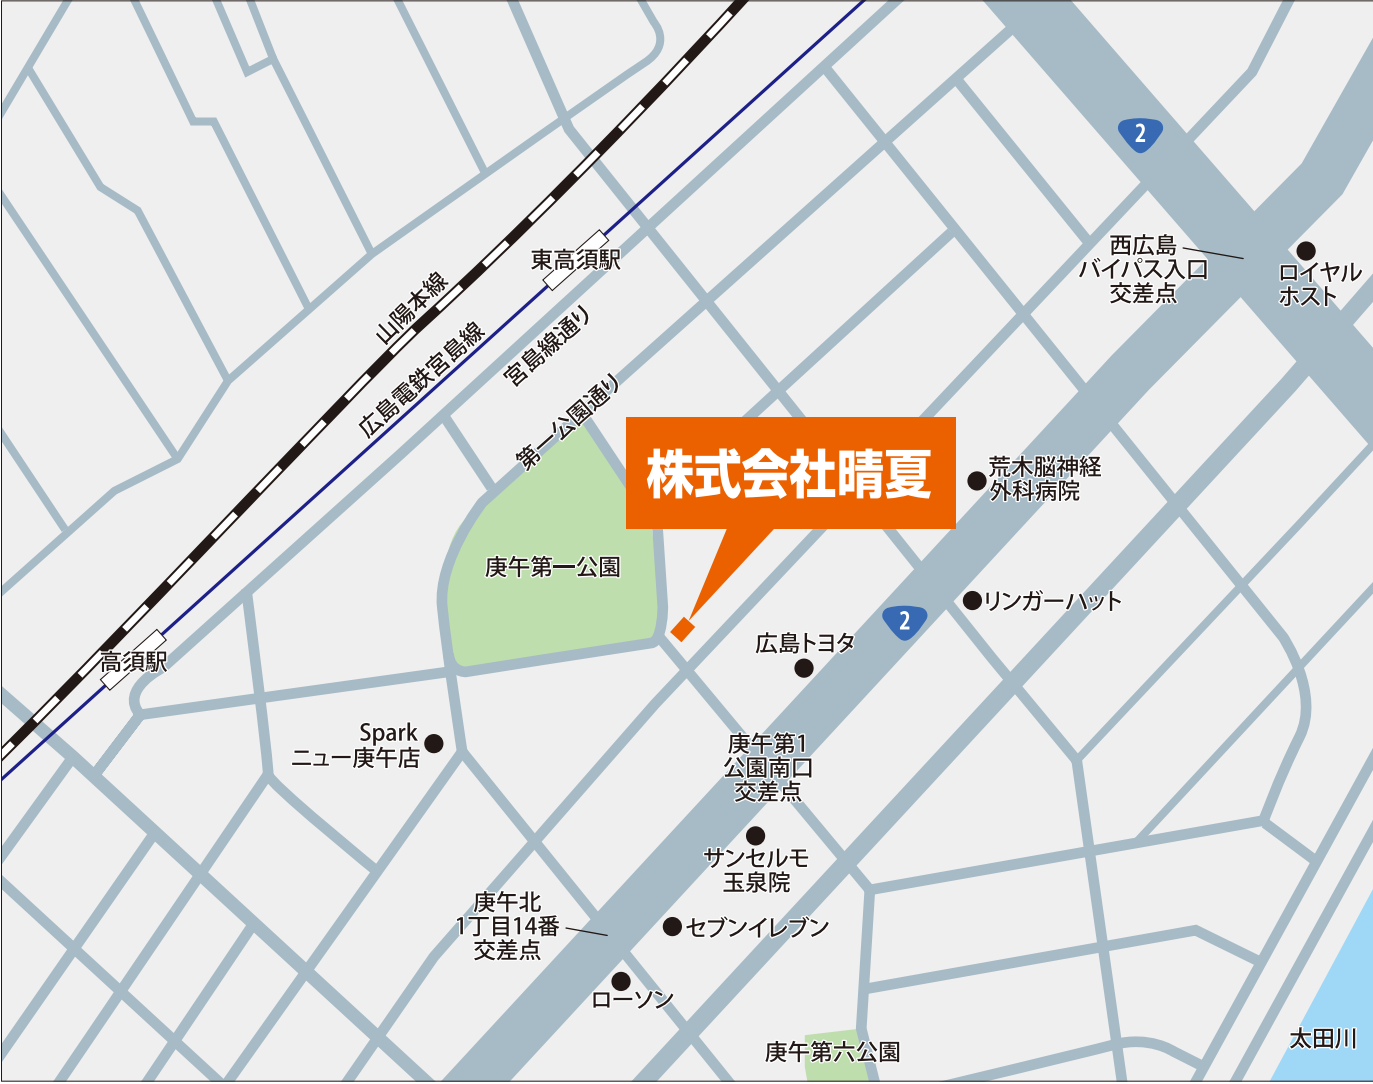 2
西広島
バイパス入口
交差点
ロイヤル
ホスト
東高須駅
山陽本線
広島電鉄宮島線
宮島線通り
第一公園通り
株式会社晴夏
荒木脳神経
外科病院
庚午第一公園
リンガーハット
2
広島トヨタ
高須駅
Spark
ニュー庚午店
庚午第1
公園南口
交差点
サンセルモ
玉泉院
庚午北
1丁目14番
交差点
セブンイレブン
ローソン
庚午第六公園
太田川